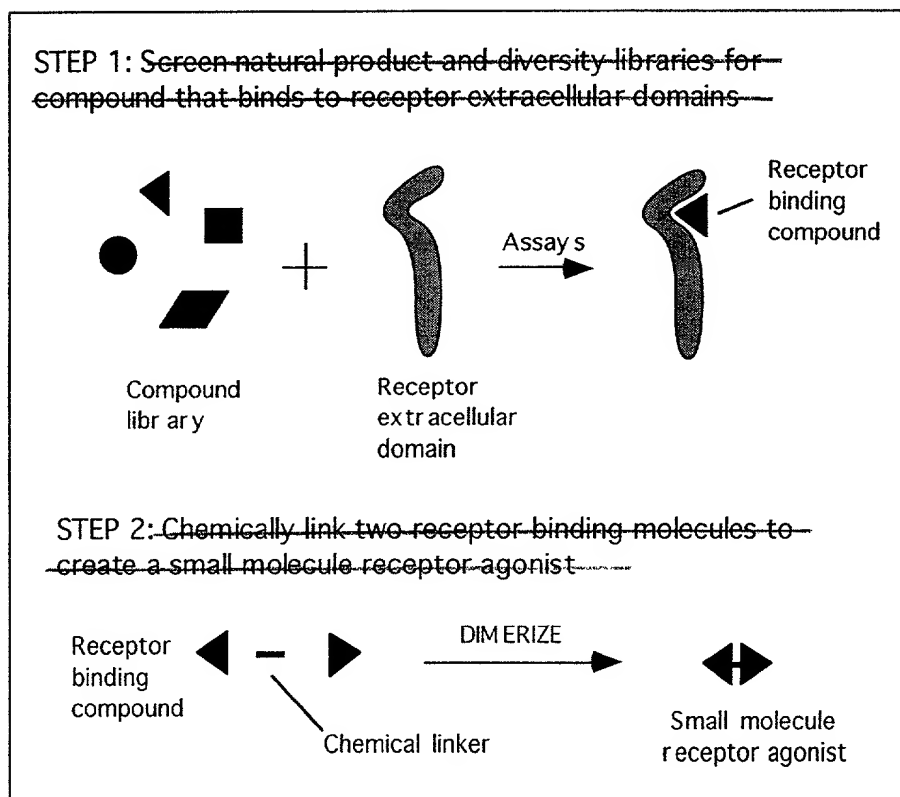 STEP 1: Screen natural product and diversity libraries for
compound that binds to receptor extracellular domains
Receptor
binding
compound
Assays
Compound
library
Receptor
extracellular
domain
STEP 2: Chemically link two receptor binding molecules to
create a small molecule receptor agonist
Receptor
binding
compound
DIMERIZE
Chemical linker
Small molecule
receptor agonist